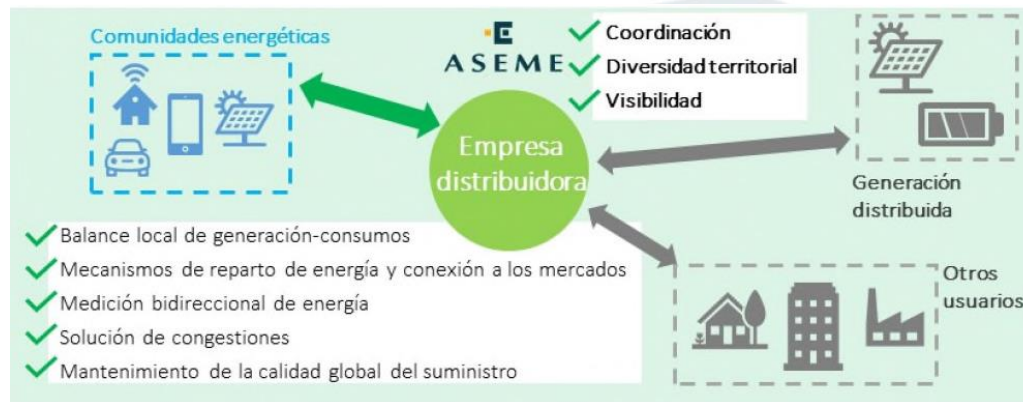 Comunidades energéticas
ASEME
Coordinación
Diversidad territorial
Visibilidad
Empresa
distribuidora
Generación
distribuida
Balance local de generación-consumos
Mecanismos de reparto de energía y conexión a los mercados
Medición bidireccional de energía
Solución de congestiones
Mantenimiento de la calidad global del suministro
Otros
usuarios